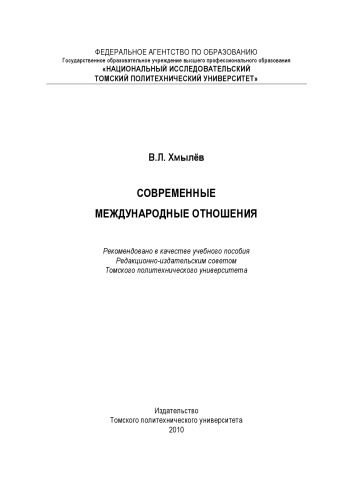 ФЕДЕРАЛЬНОЕ АГЕНТСТВО ПО ОБРАЗОВАНИЮ
Государственное образовательное учреждение высшего профессионального образования
«НАЦИОНАЛЬНЫЙ ИССЛЕДОВАТЕЛЬСКИЙ
ТОМСКИЙ ПОЛИТЕХНИЧЕСКИЙ УНИВЕРСИТЕТ»
В.Л. Хмылёв
СОВРЕМЕННЫЕ
МЕЖДУНАРОДНЫЕ ОТНОШЕНИЯ
Рекомендовано в качестве учебного пособия
Редакционно-издательским советом
Томского политехнического университета
Издательство
Томского политехнического университета
2010